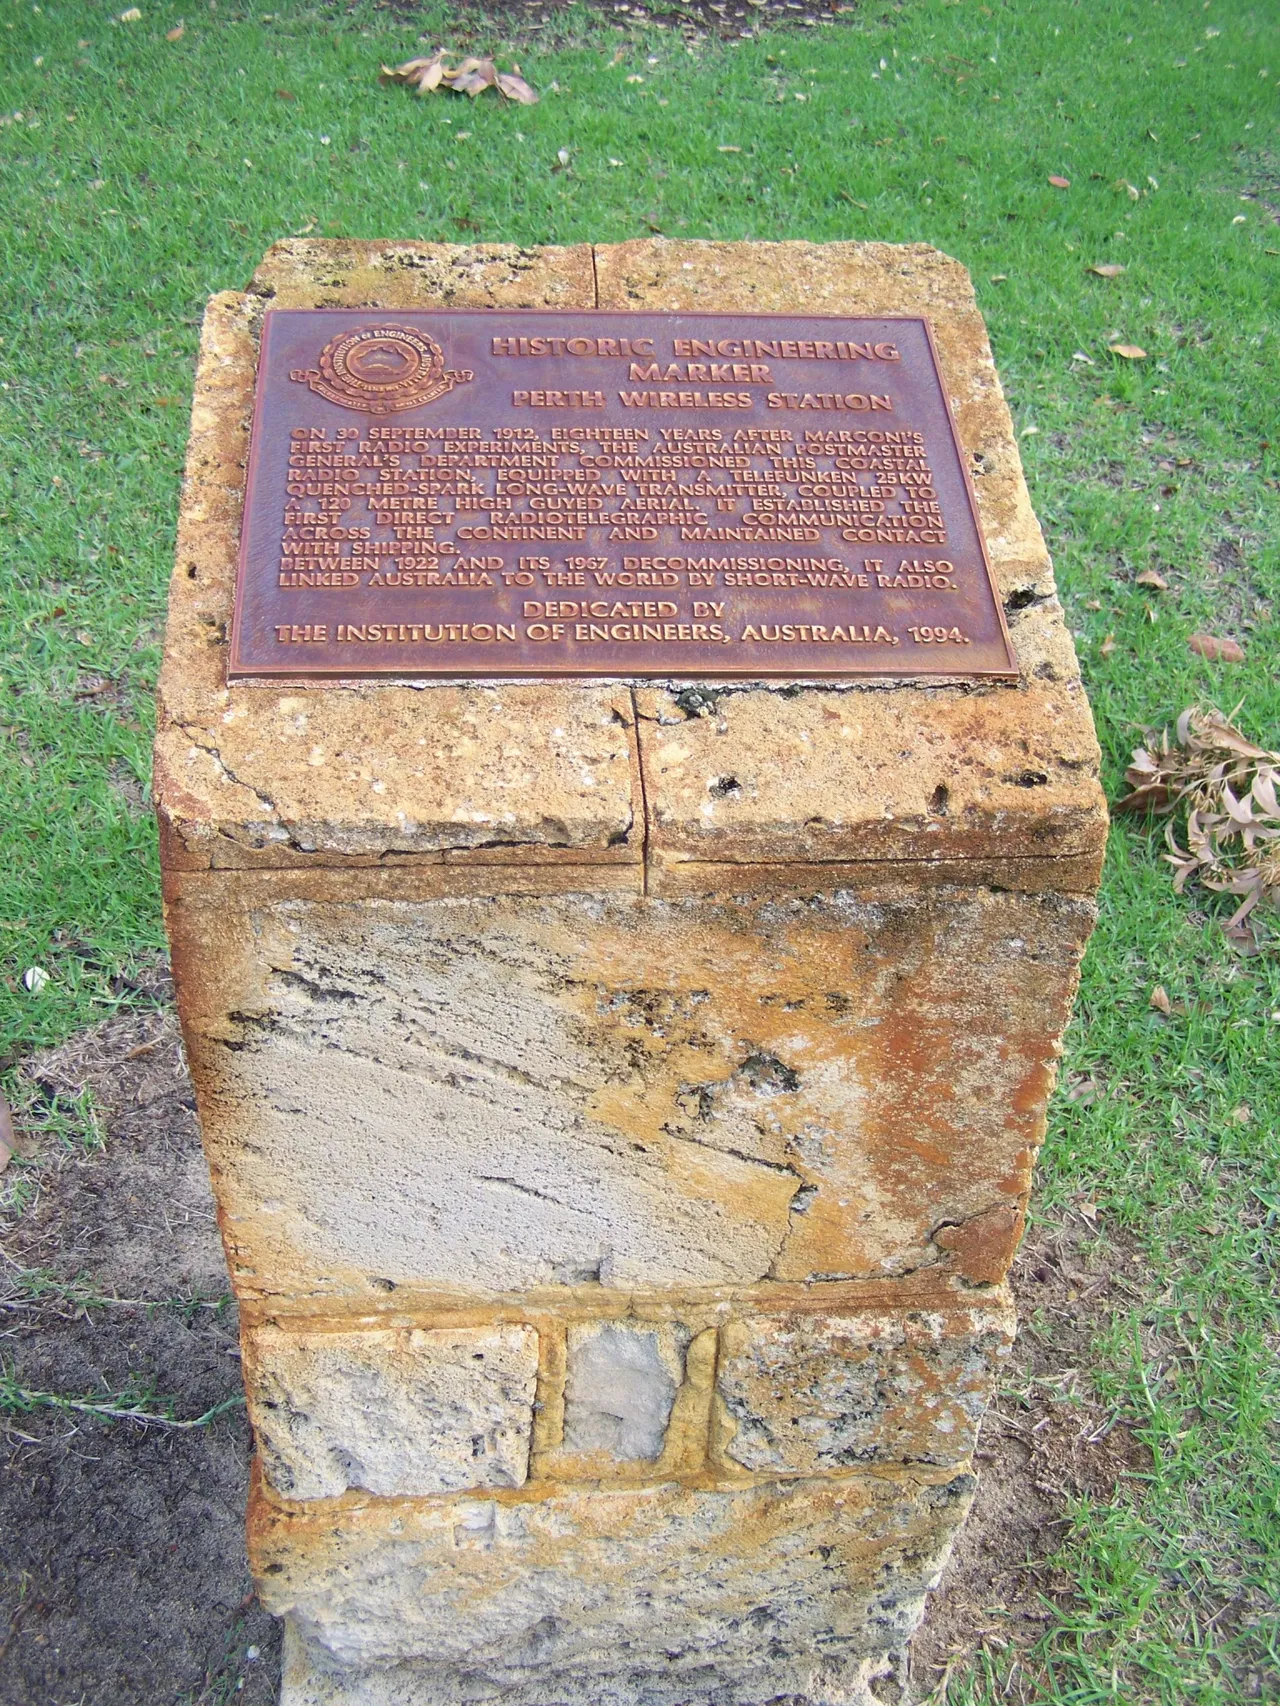 INSTITUTION OF ENGINEERS AUSTRALIA
HISTORIC ENGINEERING
MARKER
PERTH WIRELESS STATION
ON 30 SEPTEMBER 1912, EIGHTEEN YEARS AFTER MARCONI'S
FIRST RADIO EXPERIMENTS, THE AUSTRALIAN POSTMASTER
GENERAL'S DEPARTMENT COMMISSIONED THIS COASTAL
RADIO STATION, EQUIPPED WITH A TELEFUNKEN 25KW
QUENCHED-SPARK LONG-WAVE TRANSMITTER, COUPLED TO
A 120 METRE HIGH GUYED AERIAL. IT ESTABLISHED THE
FIRST DIRECT RADIOTELEGRAPHIC COMMUNICATION
ACROSS THE CONTINENT AND MAINTAINED CONTACT
WITH SHIPPING.
BETWEEN 1922 AND ITS 1967 DECOMMISSIONING, IT ALSO
LINKED AUSTRALIA TO THE WORLD BY SHORT-WAVE RADIO.
DEDICATED BY
THE INSTITUTION OF ENGINEERS, AUSTRALIA, 1994.